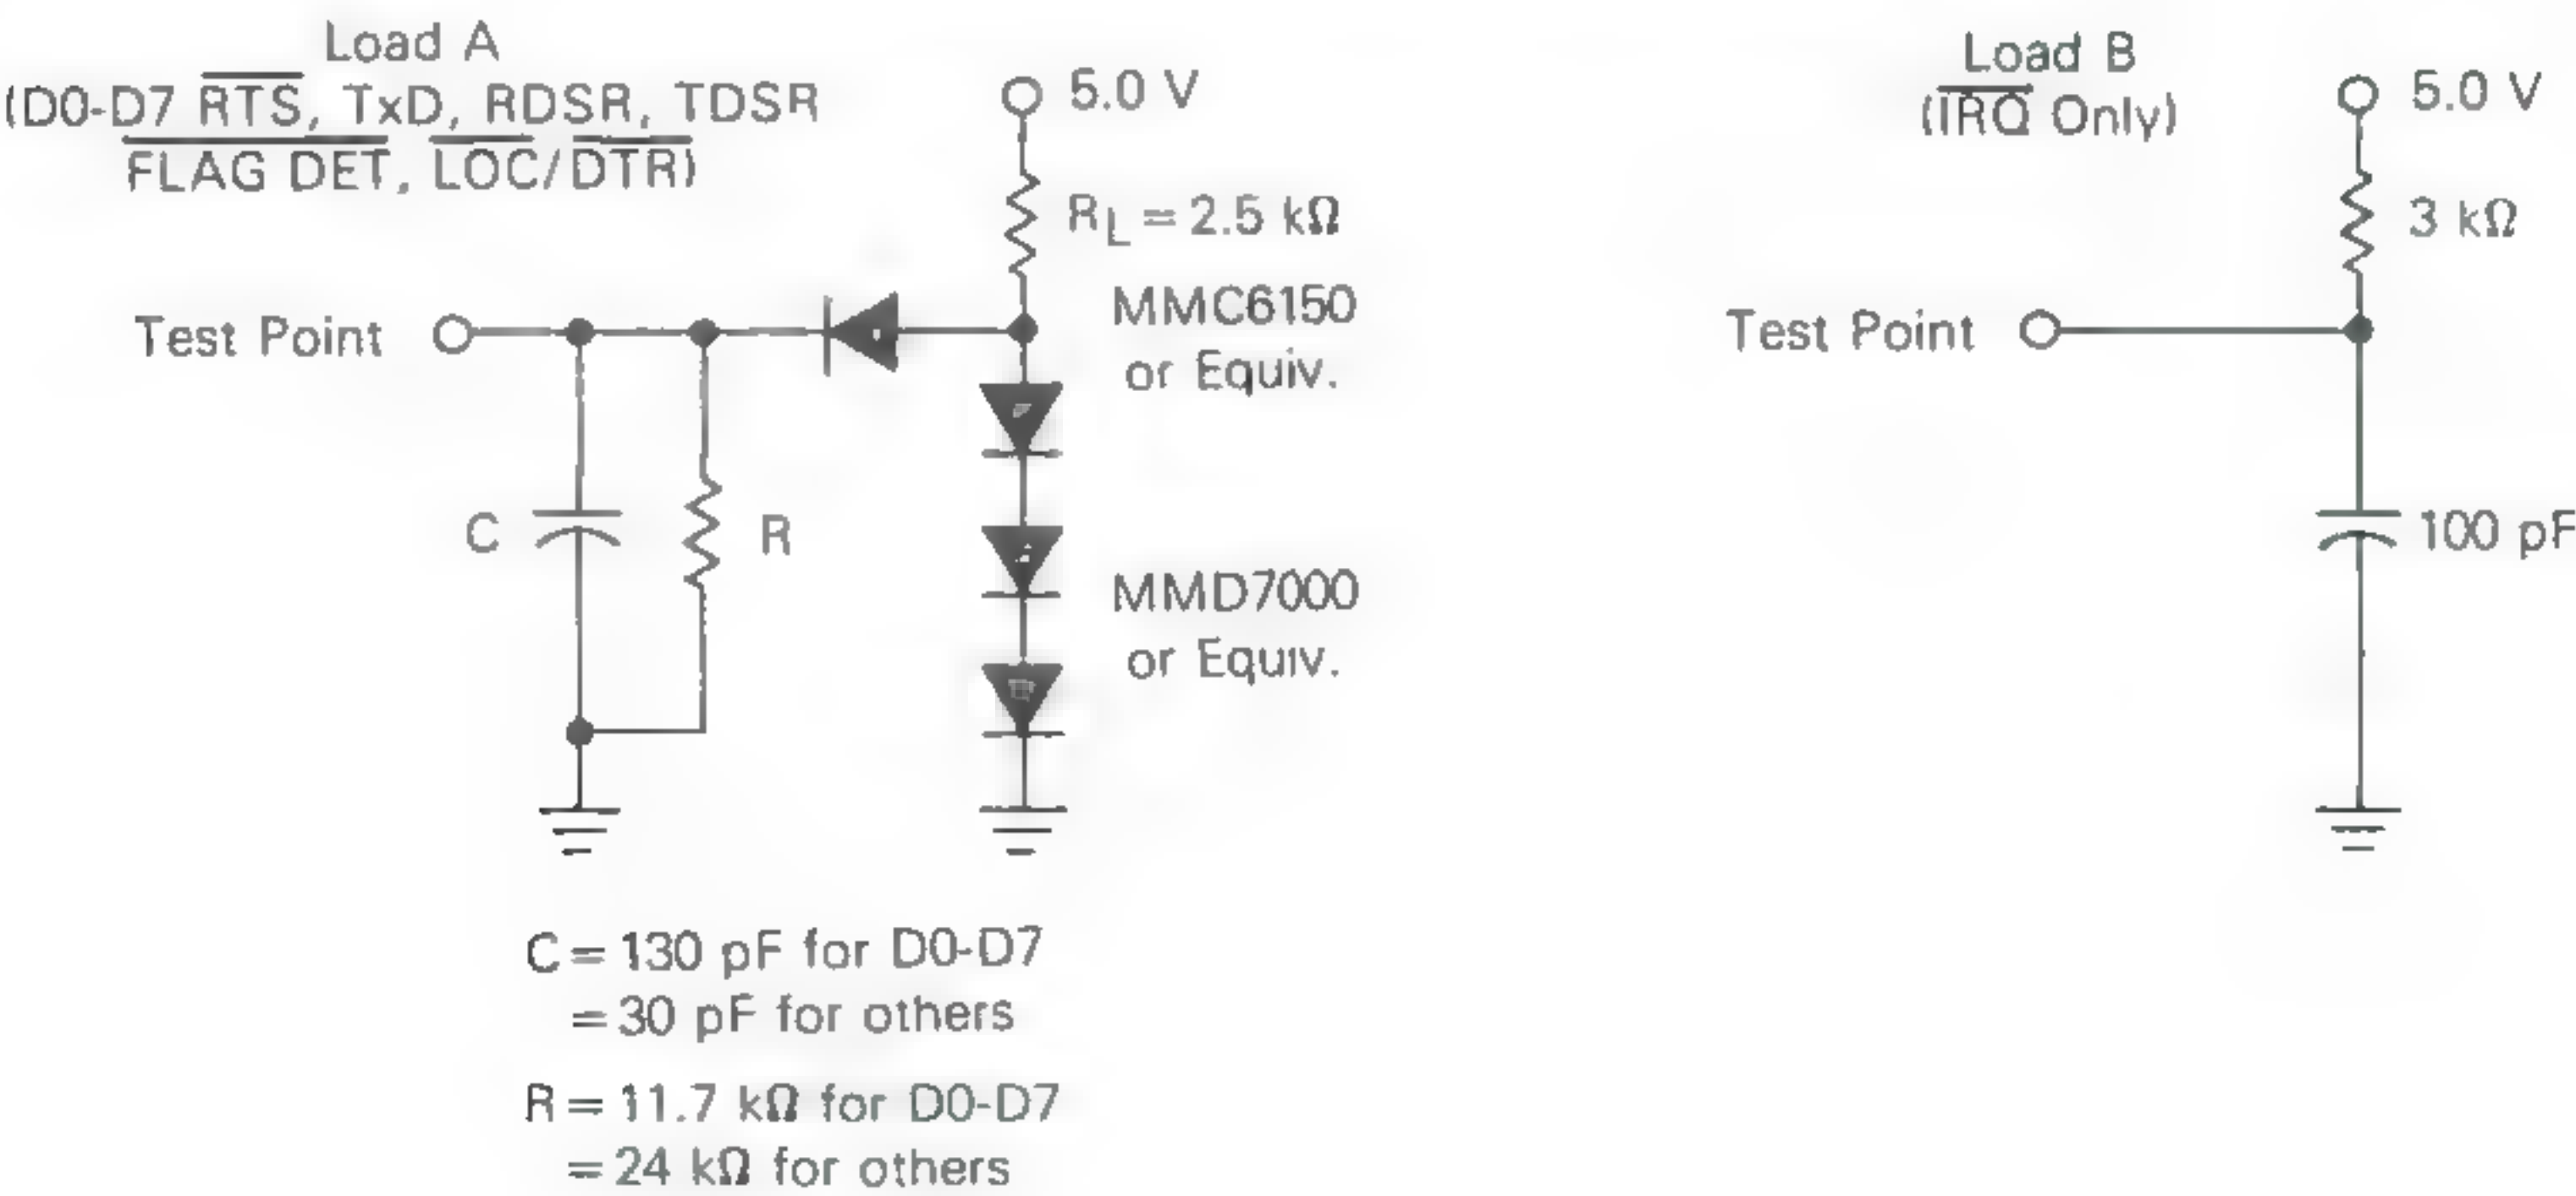 Load A
(D0-D7 RTS, TxD, RDSR, TDSR
FLAG DET, LOC/DTR)
5.0 V
RL = 2.5 kΩ
MMC6150
or Equiv.
Test Point
C
R
MMD7000
or Equiv.
C = 130 pF for D0-D7
= 30 pF for others
R = 11.7 kΩ for D0-D7
= 24 kΩ for others
Load B
(IRQ Only)
5.0 V
3 kΩ
Test Point
100 pF